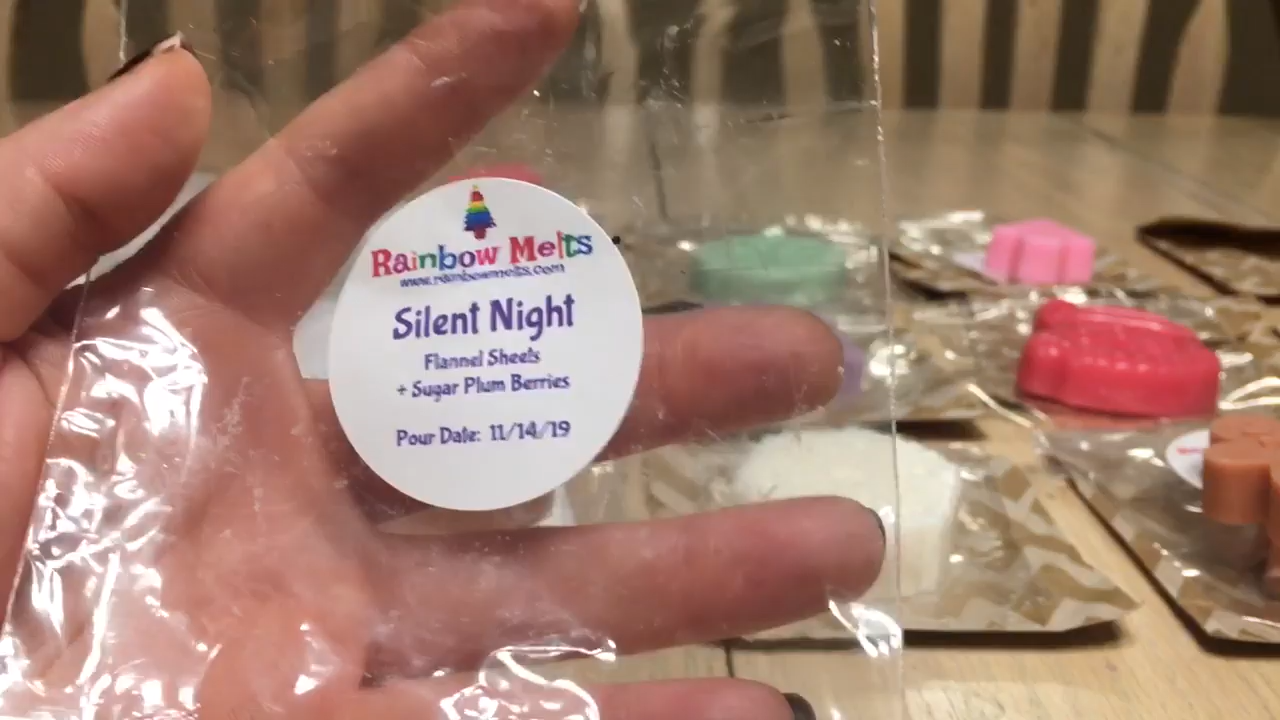 Rainbow Melts
www.rainbowmelts.com
Silent Night
Flannel Sheets
+ Sugar Plum Berries
Pour Date: 11/14/19